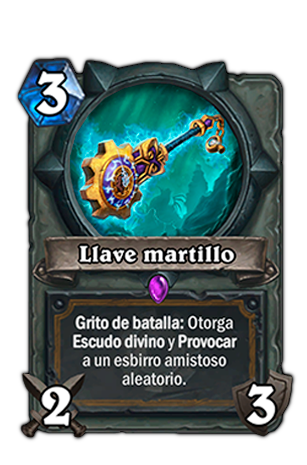 3
Llave martillo
Grito de batalla: Otorga
Escudo divino y Provocar
a un esbirro amistoso
aleatorio.
2
3